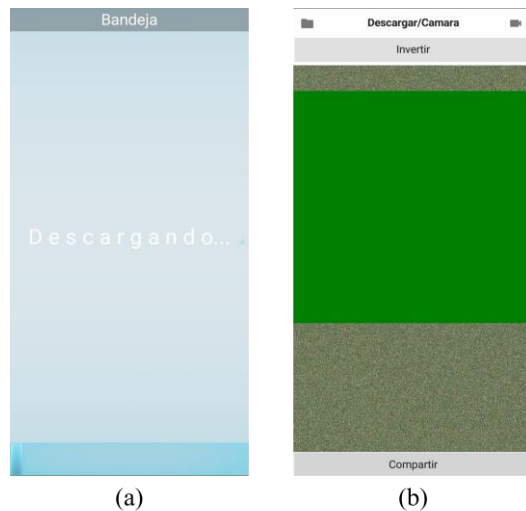 Bandeja
Descargando...
(a)
Descargar/Camara
Invertir
Compartir
(b)